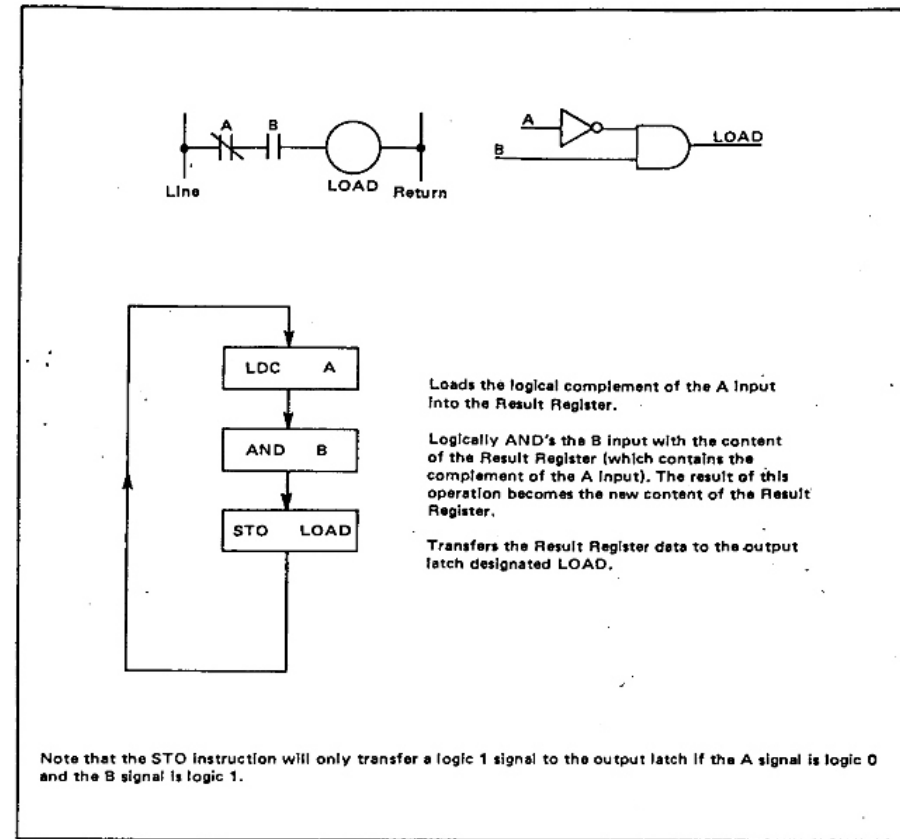 A B
LOAD
Line Return
A
B
LOAD
LDC A
AND B
STO LOAD
Loads the logical complement of the A Input
into the Result Register.
Logically AND's the B input with the content
of the Result Register (which contains the
complement of the A Input). The result of this
operation becomes the new content of the Result
Register.
Transfers the Result Register data to the output
latch designated LOAD.
Note that the STO instruction will only transfer a logic 1 signal to the output latch if the A signal is logic 0
and the B signal is logic 1.